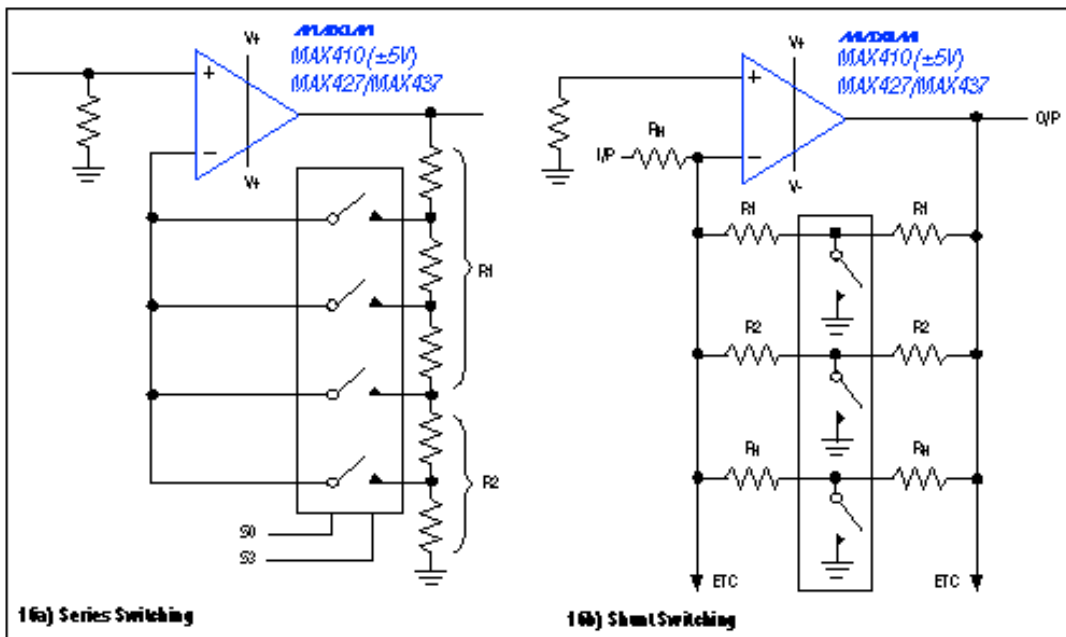 MAXIM
MAX410 (±5V)
MAX427/MAX437
V+
+
−
V+
R1
R2
S0
S3
16a) Series Switching
MAXIM
MAX410 (±5V)
MAX427/MAX437
V+
+
−
V-
O/P
I/P
RN
R1
R1
R2
R2
RN
RN
ETC
ETC
16b) Shunt Switching